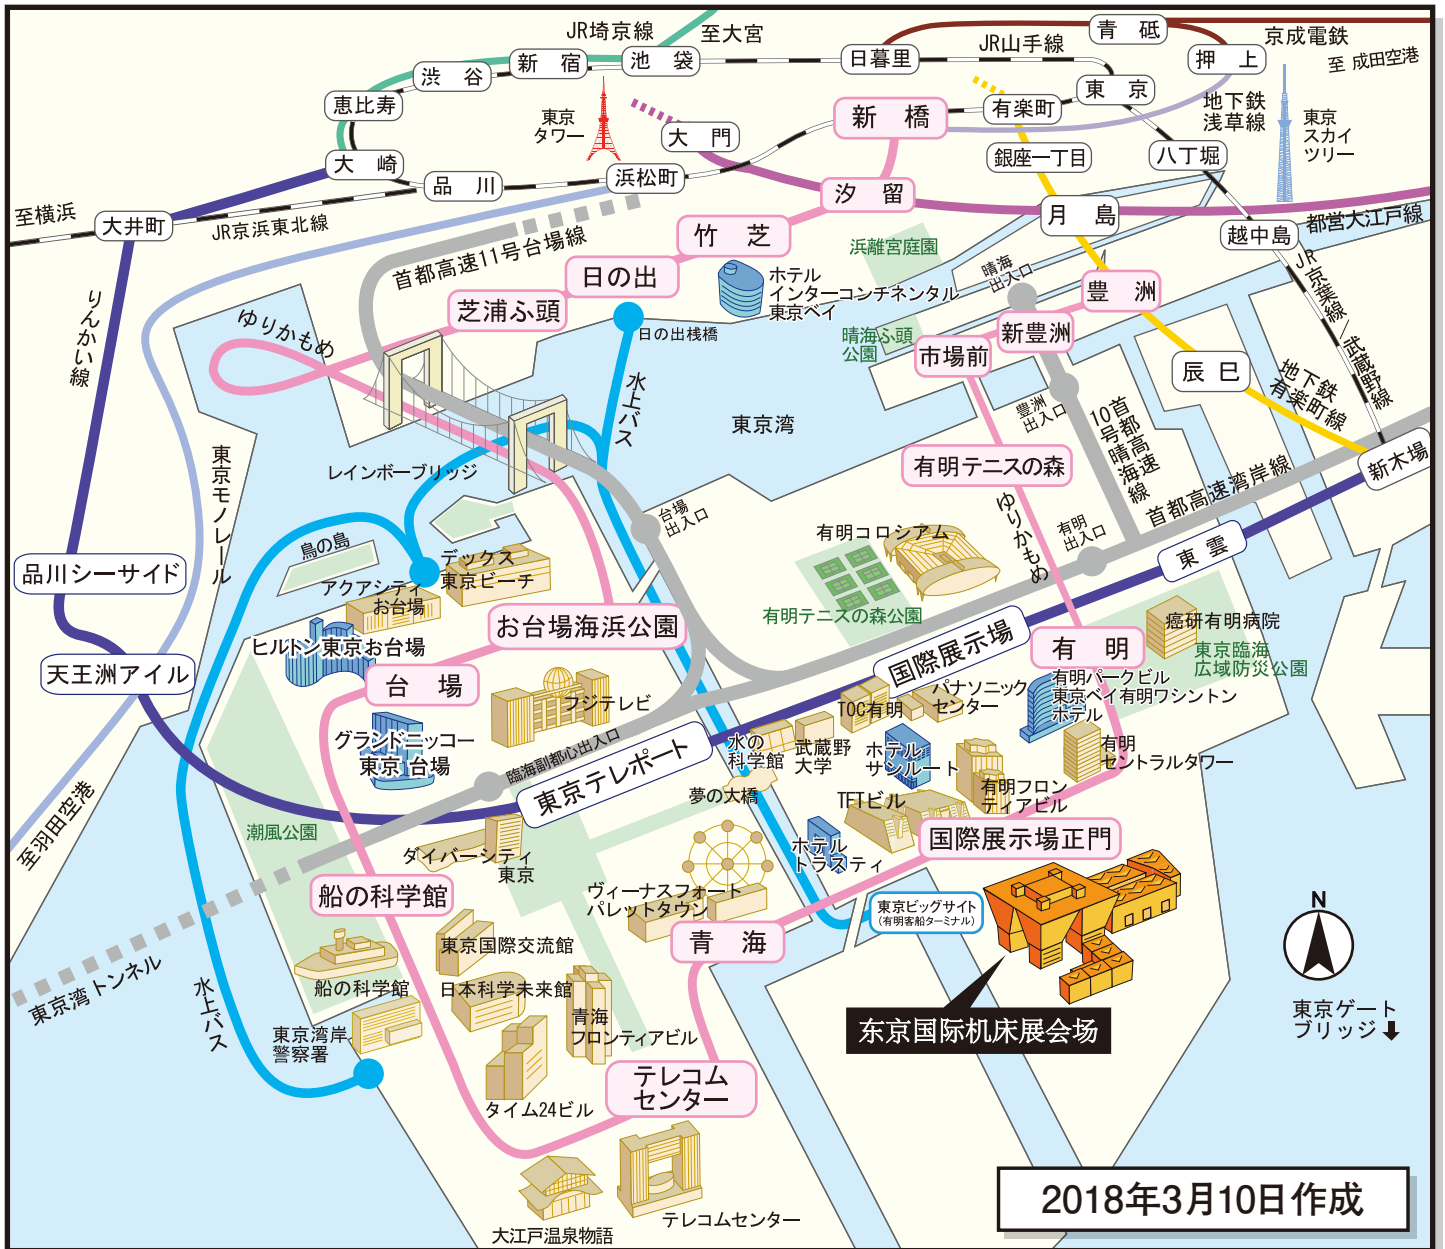 JR埼京線
至大宮
青砥
京成電鉄
至 成田空港
新宿
池袋
日暮里
JR山手線
押上
渋谷
恵比寿
東京
タワー
大門
新橋
有楽町
東京
地下鉄
浅草線
東京
スカイ
ツリー
大崎
品川
浜松町
銀座一丁目
八丁堀
至横浜
大井町
JR京浜東北線
汐留
月島
越中島
都営大江戸線
首都高速11号台場線
竹芝
浜離宮庭園
日の出
ホテル
インターコンチネンタル
東京ベイ
晴海
出入口
豊洲
JR京葉線/武蔵野線
りんかい線
ゆりかもめ
芝浦ふ頭
日の出桟橋
晴海ふ頭
公園
市場前
新豊洲
辰巳
地下鉄
有楽町線
水上バス
東京湾
豊洲
出入口
首都高速
10号晴海線
新木場
東京モノレール
レインボーブリッジ
有明テニスの森
首都高速湾岸線
ゆりかもめ
台場
出入口
有明コロシアム
有明
出入口
東雲
鳥の島
デックス
東京ビーチ
品川シーサイド
アクアシティ
お台場
お台場海浜公園
有明テニスの森公園
国際展示場
有明
癌研有明病院
東京臨海
広域防災公園
ヒルトン東京お台場
天王洲アイル
台場
フジテレビ
TOC有明
パナソニック
センター
有明パークビル
東京ベイ有明ワシントン
ホテル
グランドニッコー
東京 台場
臨海副都心出入口
東京テレポート
水の
科学館
武蔵野
大学
ホテル
サンルート
有明
セントラルタワー
夢の大橋
TFTビル
有明フロン
ティアビル
至羽田空港
潮風公園
ダイバーシティ
東京
ホテル
トラスティ
国際展示場正門
船の科学館
ヴィーナスフォート
パレットタウン
東京ビッグサイト
(有明客船ターミナル)
青海
東京国際交流館
N
東京湾トンネル
水上バス
船の科学館
日本科学未来館
青海
フロンティアビル
东京国际机床展会场
東京ゲート
ブリッジ
東京湾岸
警察署
テレコム
センター
タイム24ビル
大江戸温泉物語
テレコムセンター
2018年3月10日作成